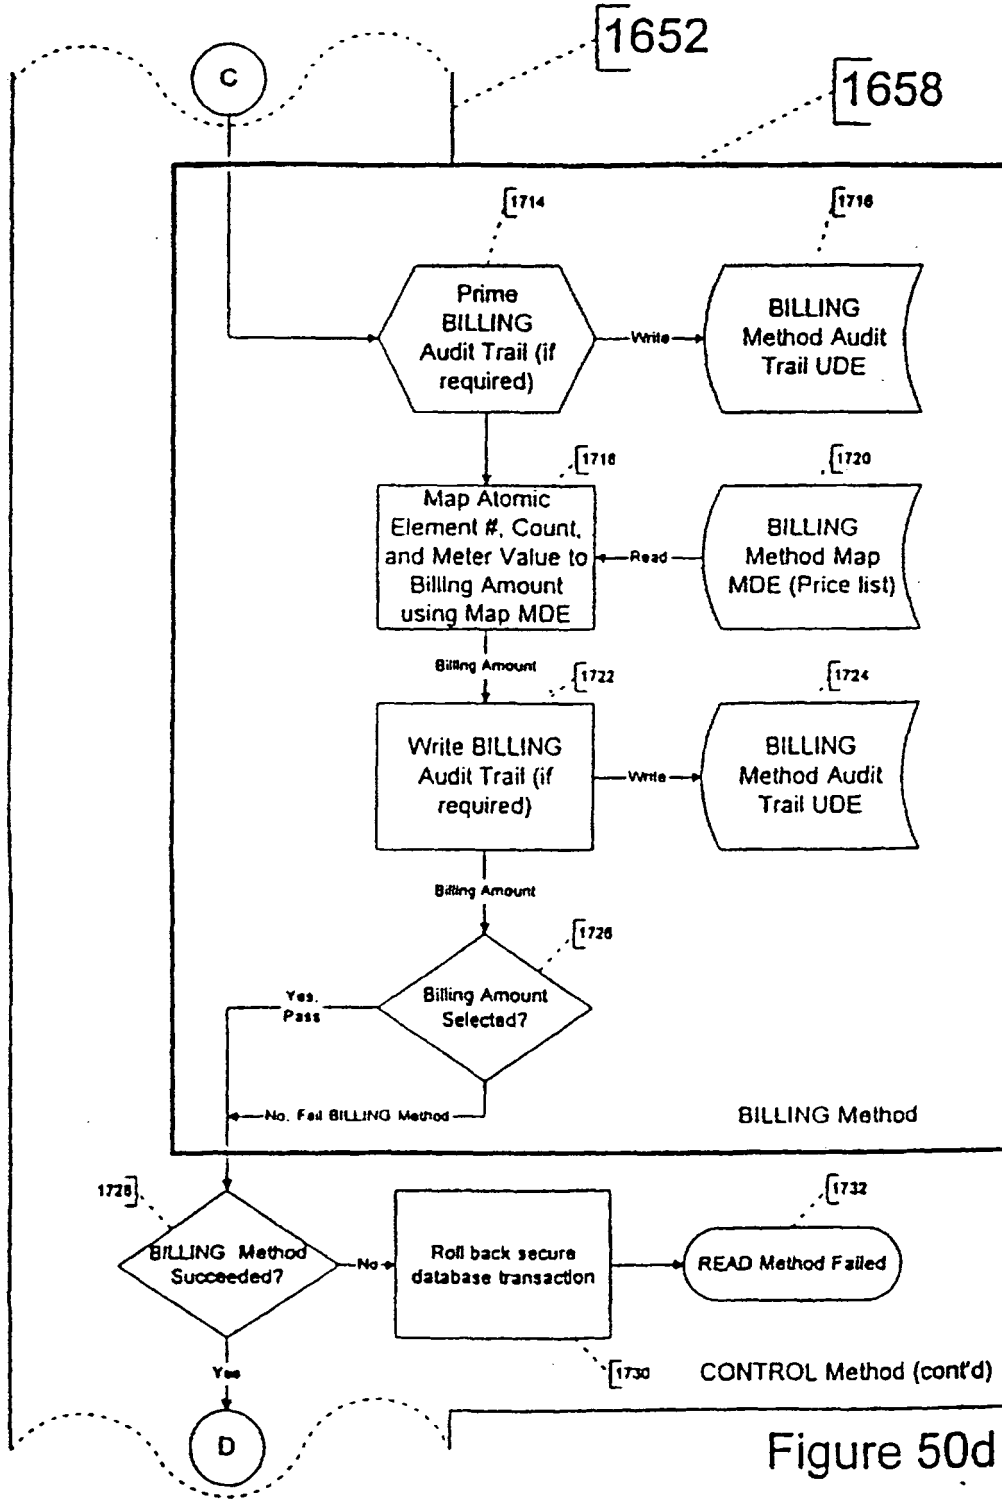 1652
C
1658
1714
1716
Prime
BILLING
Audit Trail (if
required)
Write
BILLING
Method Audit
Trail UDE
1718
1720
Map Atomic
Element #, Count,
and Meter Value to
Billing Amount
using Map MDE
Read
BILLING
Method Map
MDE (Price list)
Billing Amount
1722
1724
Write BILLING
Audit Trail (if
required)
Write
BILLING
Method Audit
Trail UDE
Billing Amount
1726
Yes,
Pass
Billing Amount
Selected?
No, Fail BILLING Method
BILLING Method
1728
1732
BILLING Method
Succeeded?
No
Roll back secure
database transaction
READ Method Failed
Yes
1730
CONTROL Method (cont'd)
D
Figure 50d